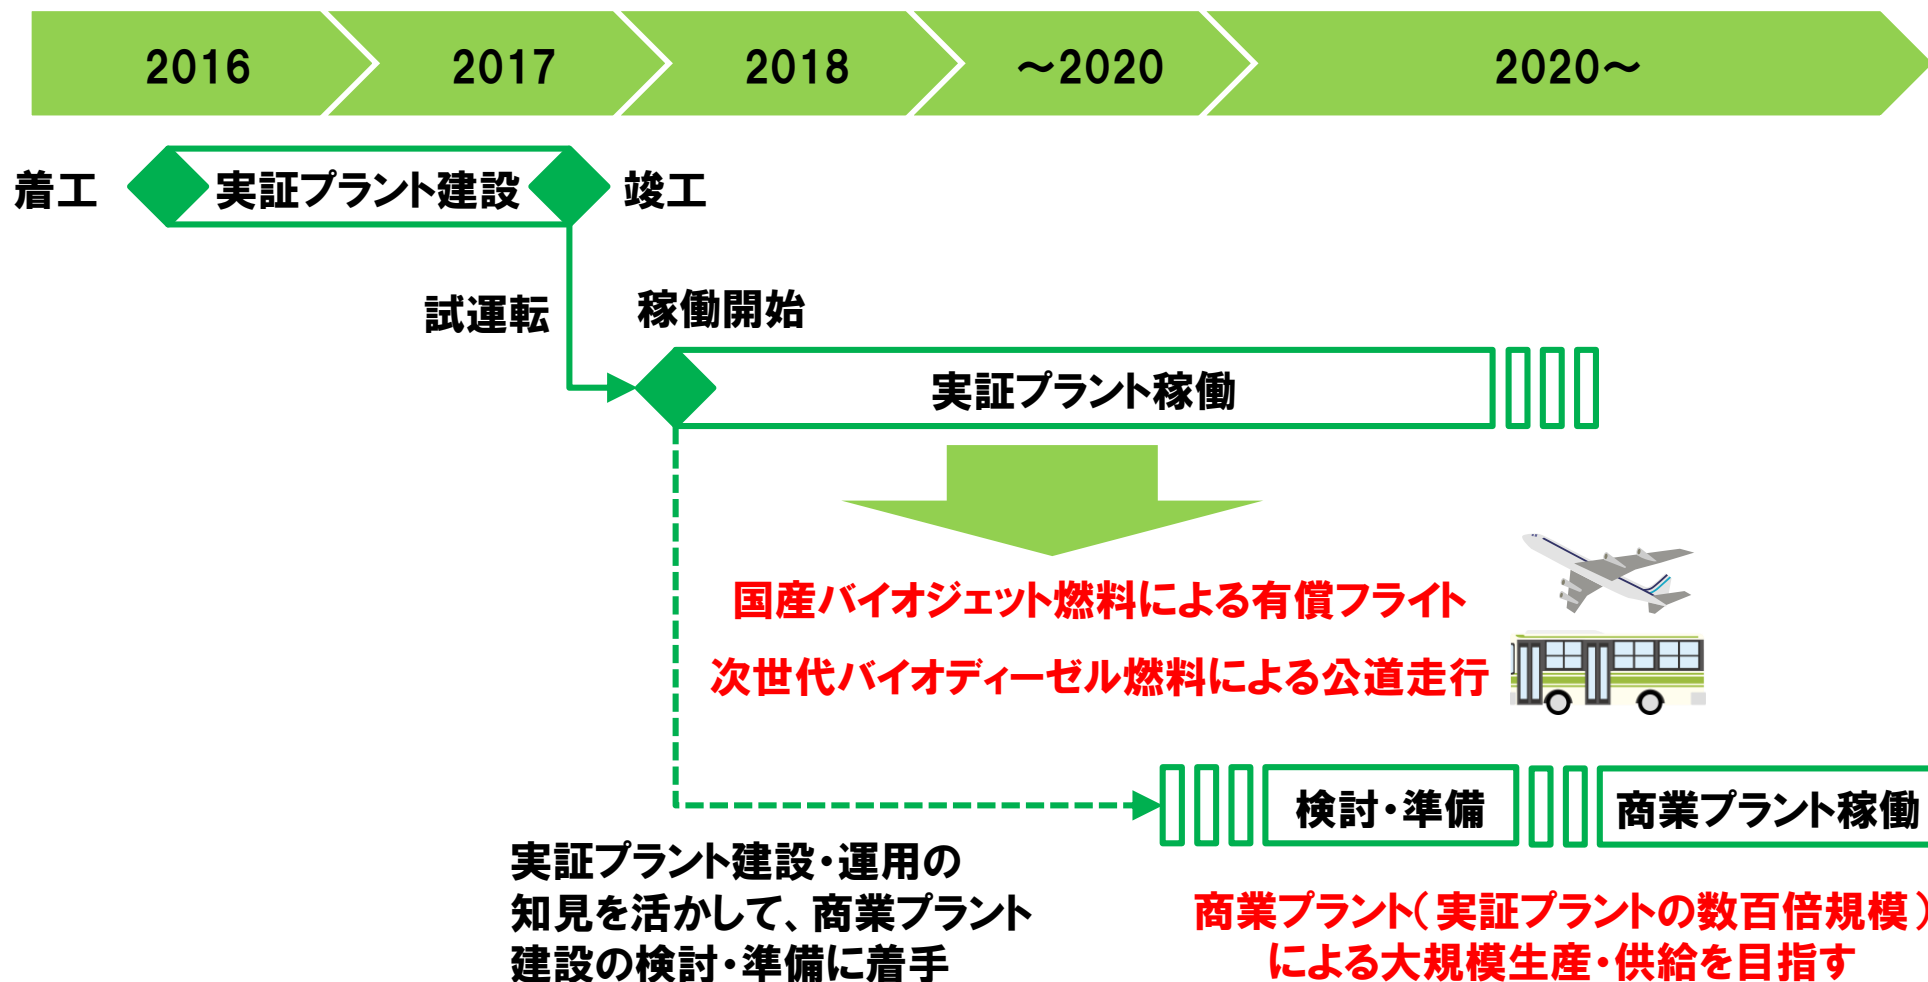 2016
2017
2018
～2020
2020～
着工
実証プラント建設
竣工
試運転
稼働開始
実証プラント稼働
国産バイオジェット燃料による有償フライト
次世代バイオディーゼル燃料による公道走行
検討・準備
商業プラント稼働
実証プラント建設・運用の
知見を活かして、商業プラント
建設の検討・準備に着手
商業プラント（実証プラントの数百倍規模）
による大規模生産・供給を目指す